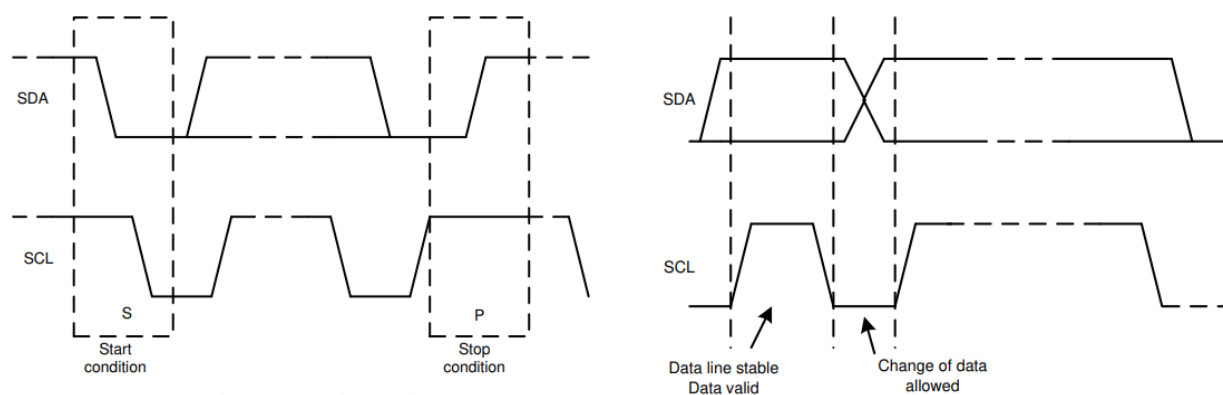 SDA
SCL
S
P
Start
condition
Stop
condition
SDA
SCL
Data line stable
Data valid
Change of data
allowed